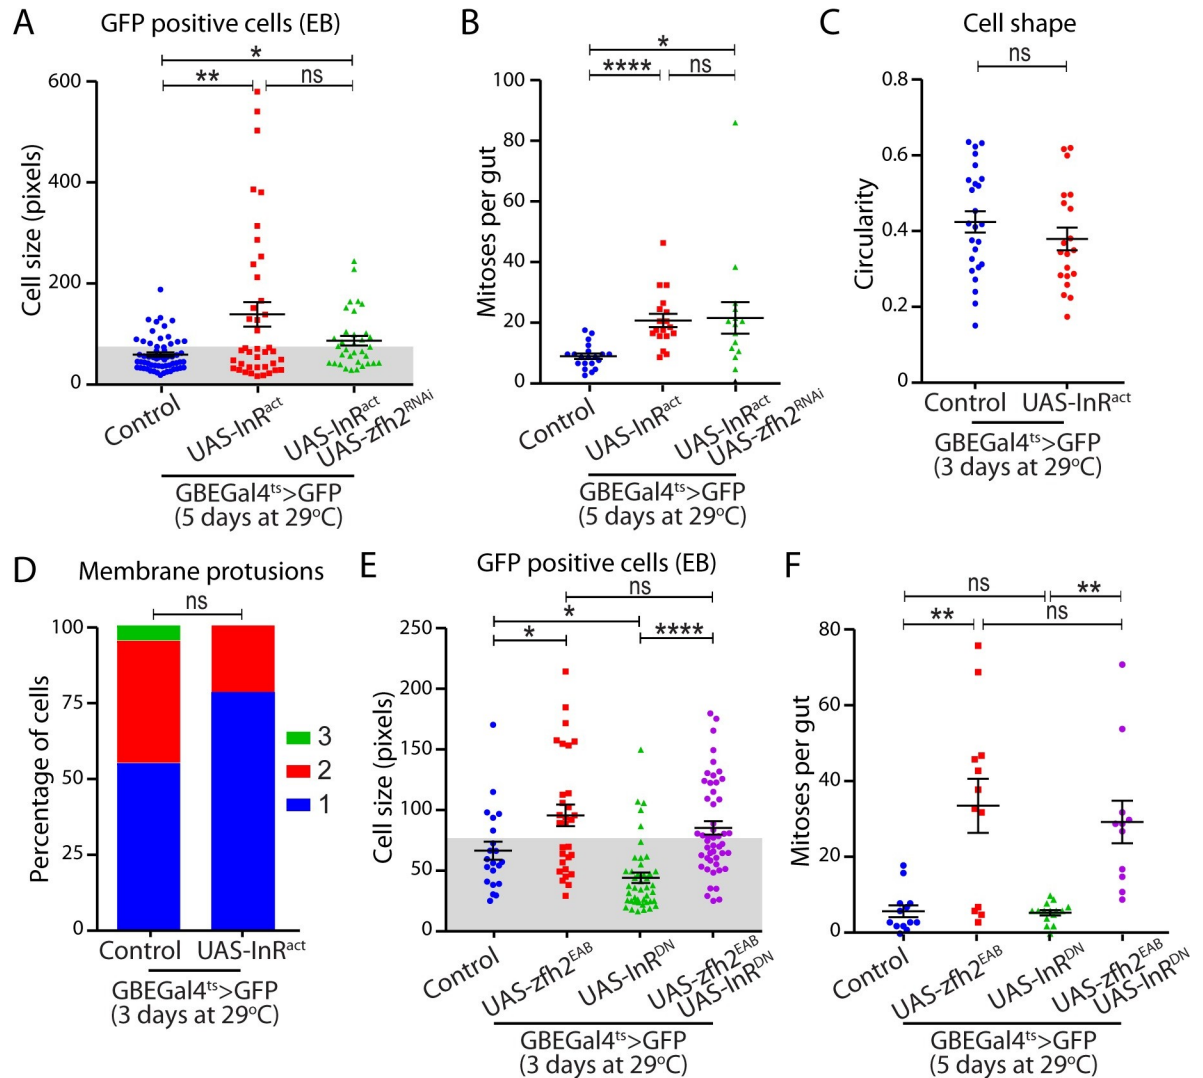 A
GFP positive cells (EB)
*
**
ns
600
400
200
0
Cell size (pixels)
Control
UAS-InRᵃᶜᵗ
UAS-InRᵃᶜᵗ
UAS-zfh2ᴿᴺᴬⁱ
GBEGal4ᵗˢ>GFP
(5 days at 29ºC)
B
*
****
ns
100
80
60
40
20
0
Mitoses per gut
Control
UAS-InRᵃᶜᵗ
UAS-InRᵃᶜᵗ
UAS-zfh2ᴿᴺᴬⁱ
GBEGal4ᵗˢ>GFP
(5 days at 29ºC)
C
Cell shape
ns
0.8
0.6
0.4
0.2
0
Circularity
Control UAS-InRᵃᶜᵗ
GBEGal4ᵗˢ>GFP
(3 days at 29ºC)
D
Membrane protusions
ns
100
75
50
25
0
Percentage of cells
3
2
1
Control UAS-InRᵃᶜᵗ
GBEGal4ᵗˢ>GFP
(3 days at 29ºC)
E
GFP positive cells (EB)
ns
*
*
****
250
200
150
100
50
0
Cell size (pixels)
Control
UAS-zfh2ᴱᴬᴮ
UAS-InRᴰᴺ
UAS-zfh2ᴱᴬᴮ
UAS-InRᴰᴺ
GBEGal4ᵗˢ>GFP
(3 days at 29ºC)
F
ns
**
**
ns
80
60
40
20
0
Mitoses per gut
Control
UAS-zfh2ᴱᴬᴮ
UAS-InRᴰᴺ
UAS-zfh2ᴱᴬᴮ
UAS-InRᴰᴺ
GBEGal4ᵗˢ>GFP
(5 days at 29ºC)